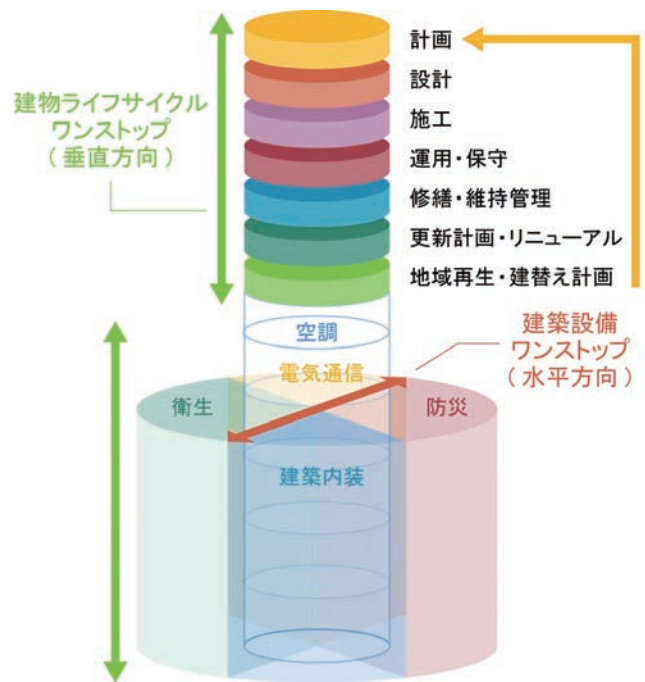 計画
設計
施工
運用・保守
修繕・維持管理
更新計画・リニューアル
地域再生・建替え計画
建物ライフサイクル
ワンストップ
（垂直方向）
空調
電気通信
建築設備
ワンストップ
（水平方向）
衛生
防災
建築内装